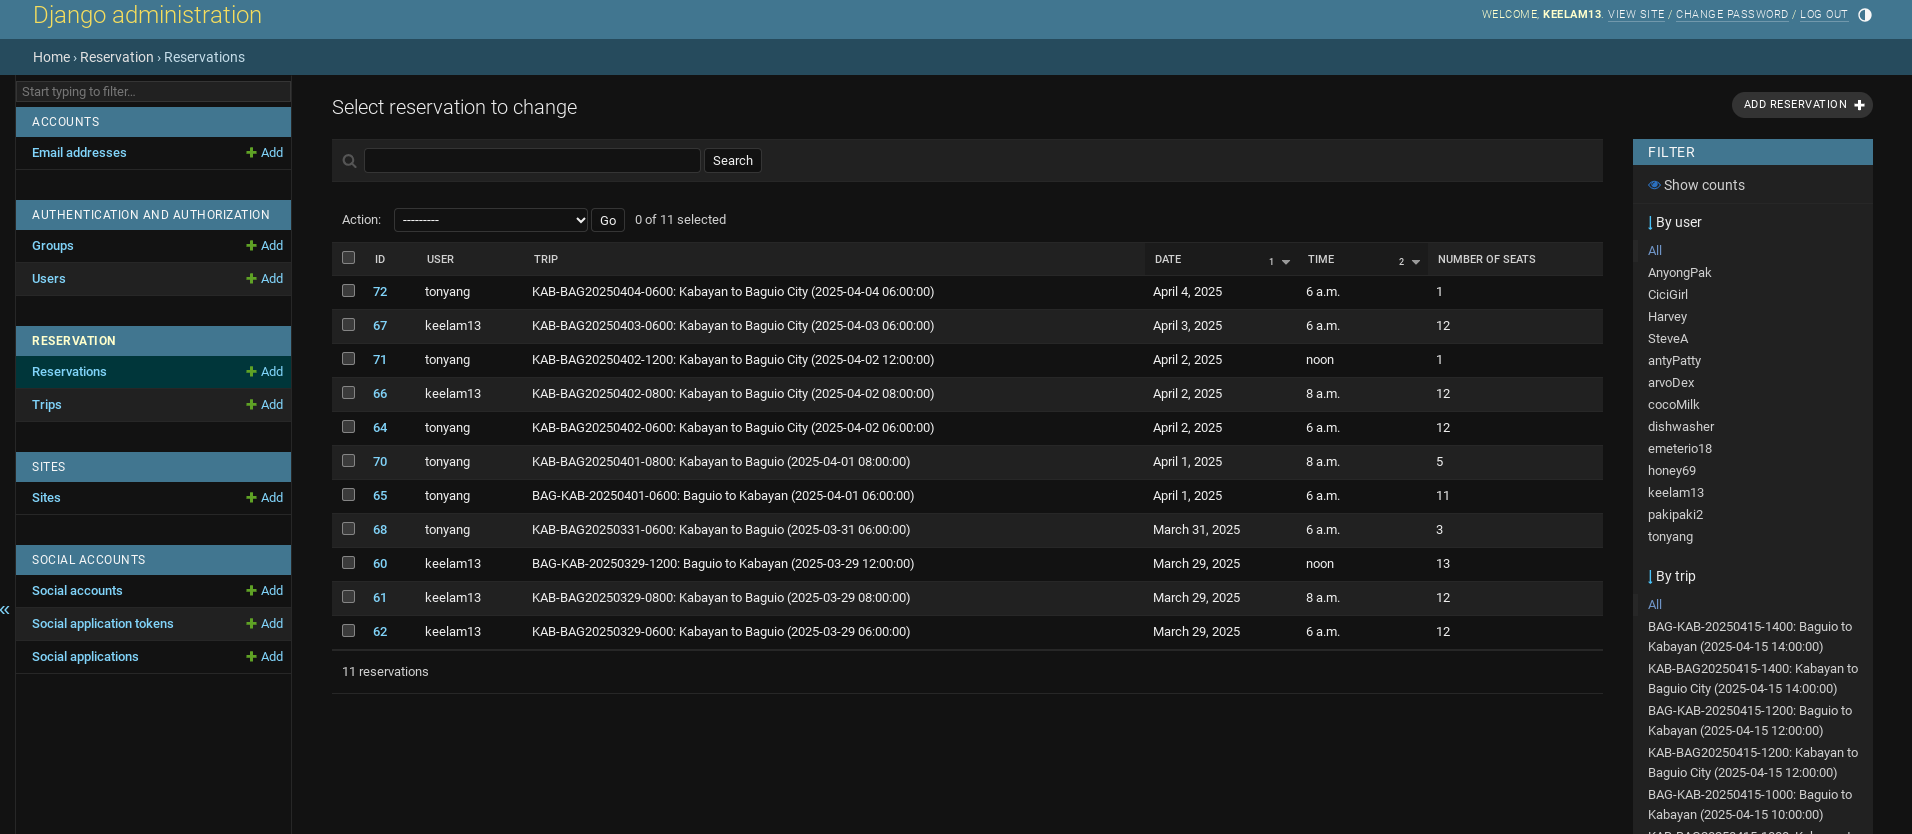 Django administration
WELCOME, KEELAM13. VIEW SITE / CHANGE PASSWORD / LOG OUT
Home › Reservation › Reservations
Start typing to filter...
ACCOUNTS
Email addresses Add
AUTHENTICATION AND AUTHORIZATION
Groups Add
Users Add
RESERVATION
Reservations Add
Trips Add
SITES
Sites Add
SOCIAL ACCOUNTS
Social accounts Add
Social application tokens Add
Social applications Add
«
Select reservation to change
ADD RESERVATION
Search
Action: --------- Go 0 of 11 selected
ID USER TRIP DATE 1 TIME 2 NUMBER OF SEATS
72 tonyang KAB-BAG20250404-0600: Kabayan to Baguio City (2025-04-04 06:00:00) April 4, 2025 6 a.m. 1
67 keelam13 KAB-BAG20250403-0600: Kabayan to Baguio City (2025-04-03 06:00:00) April 3, 2025 6 a.m. 12
71 tonyang KAB-BAG20250402-1200: Kabayan to Baguio City (2025-04-02 12:00:00) April 2, 2025 noon 1
66 keelam13 KAB-BAG20250402-0800: Kabayan to Baguio City (2025-04-02 08:00:00) April 2, 2025 8 a.m. 12
64 tonyang KAB-BAG20250402-0600: Kabayan to Baguio City (2025-04-02 06:00:00) April 2, 2025 6 a.m. 12
70 tonyang KAB-BAG20250401-0800: Kabayan to Baguio (2025-04-01 08:00:00) April 1, 2025 8 a.m. 5
65 tonyang BAG-KAB-20250401-0600: Baguio to Kabayan (2025-04-01 06:00:00) April 1, 2025 6 a.m. 11
68 tonyang KAB-BAG20250331-0600: Kabayan to Baguio (2025-03-31 06:00:00) March 31, 2025 6 a.m. 3
60 keelam13 BAG-KAB-20250329-1200: Baguio to Kabayan (2025-03-29 12:00:00) March 29, 2025 noon 13
61 keelam13 KAB-BAG20250329-0800: Kabayan to Baguio (2025-03-29 08:00:00) March 29, 2025 8 a.m. 12
62 keelam13 KAB-BAG20250329-0600: Kabayan to Baguio (2025-03-29 06:00:00) March 29, 2025 6 a.m. 12
11 reservations
FILTER
Show counts
By user
All
AnyongPak
CiciGirl
Harvey
SteveA
antyPatty
arvoDex
cocoMilk
dishwasher
emeterio18
honey69
keelam13
pakipaki2
tonyang
By trip
All
BAG-KAB-20250415-1400: Baguio to
Kabayan (2025-04-15 14:00:00)
KAB-BAG20250415-1400: Kabayan to
Baguio City (2025-04-15 14:00:00)
BAG-KAB-20250415-1200: Baguio to
Kabayan (2025-04-15 12:00:00)
KAB-BAG20250415-1200: Kabayan to
Baguio City (2025-04-15 12:00:00)
BAG-KAB-20250415-1000: Baguio to
Kabayan (2025-04-15 10:00:00)